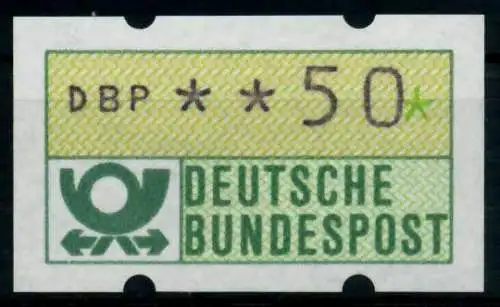 DBP **50*
DEUTSCHE
BUNDESPOST